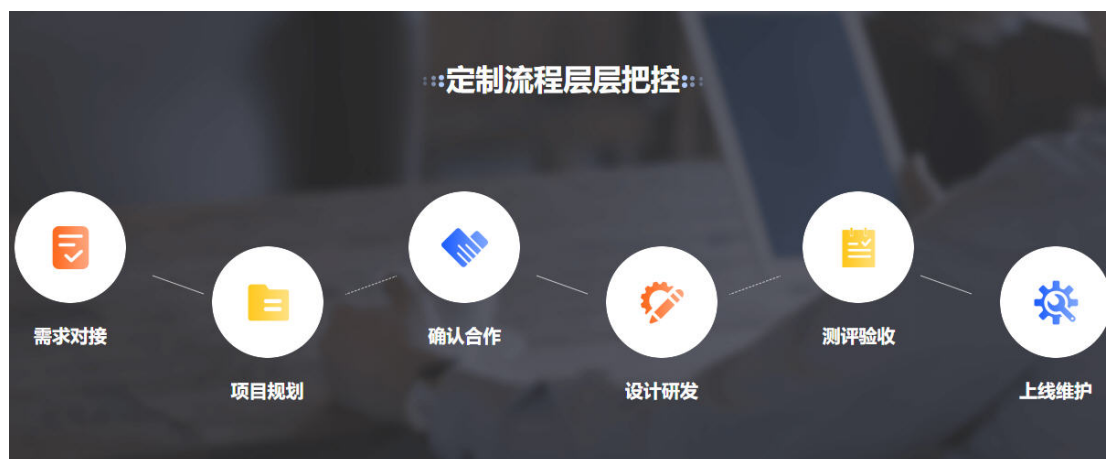 定制流程层层把控
需求对接
项目规划
确认合作
设计研发
测评验收
上线维护